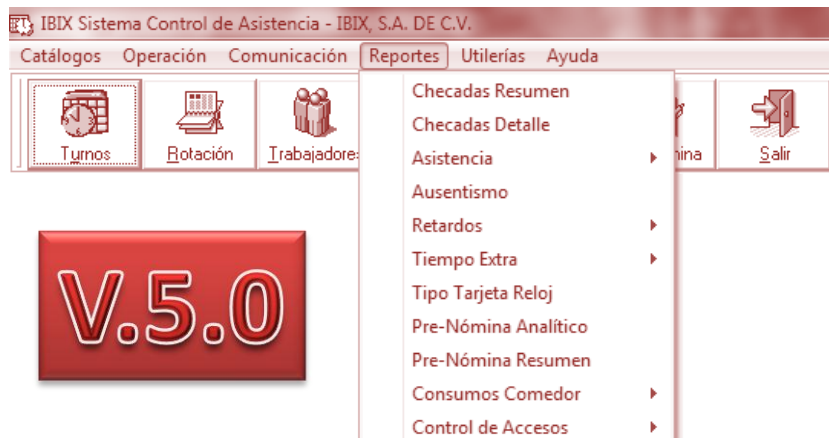 IBIX Sistema Control de Asistencia - IBIX, S.A. DE C.V.
Catálogos Operación Comunicación Reportes Utilerías Ayuda
Turnos Rotación Trabajadore Salir
Checadas Resumen
Checadas Detalle
Asistencia
Ausentismo
Retardos
Tiempo Extra
Tipo Tarjeta Reloj
Pre-Nómina Analítico
Pre-Nómina Resumen
Consumos Comedor
Control de Accesos
V.5.0